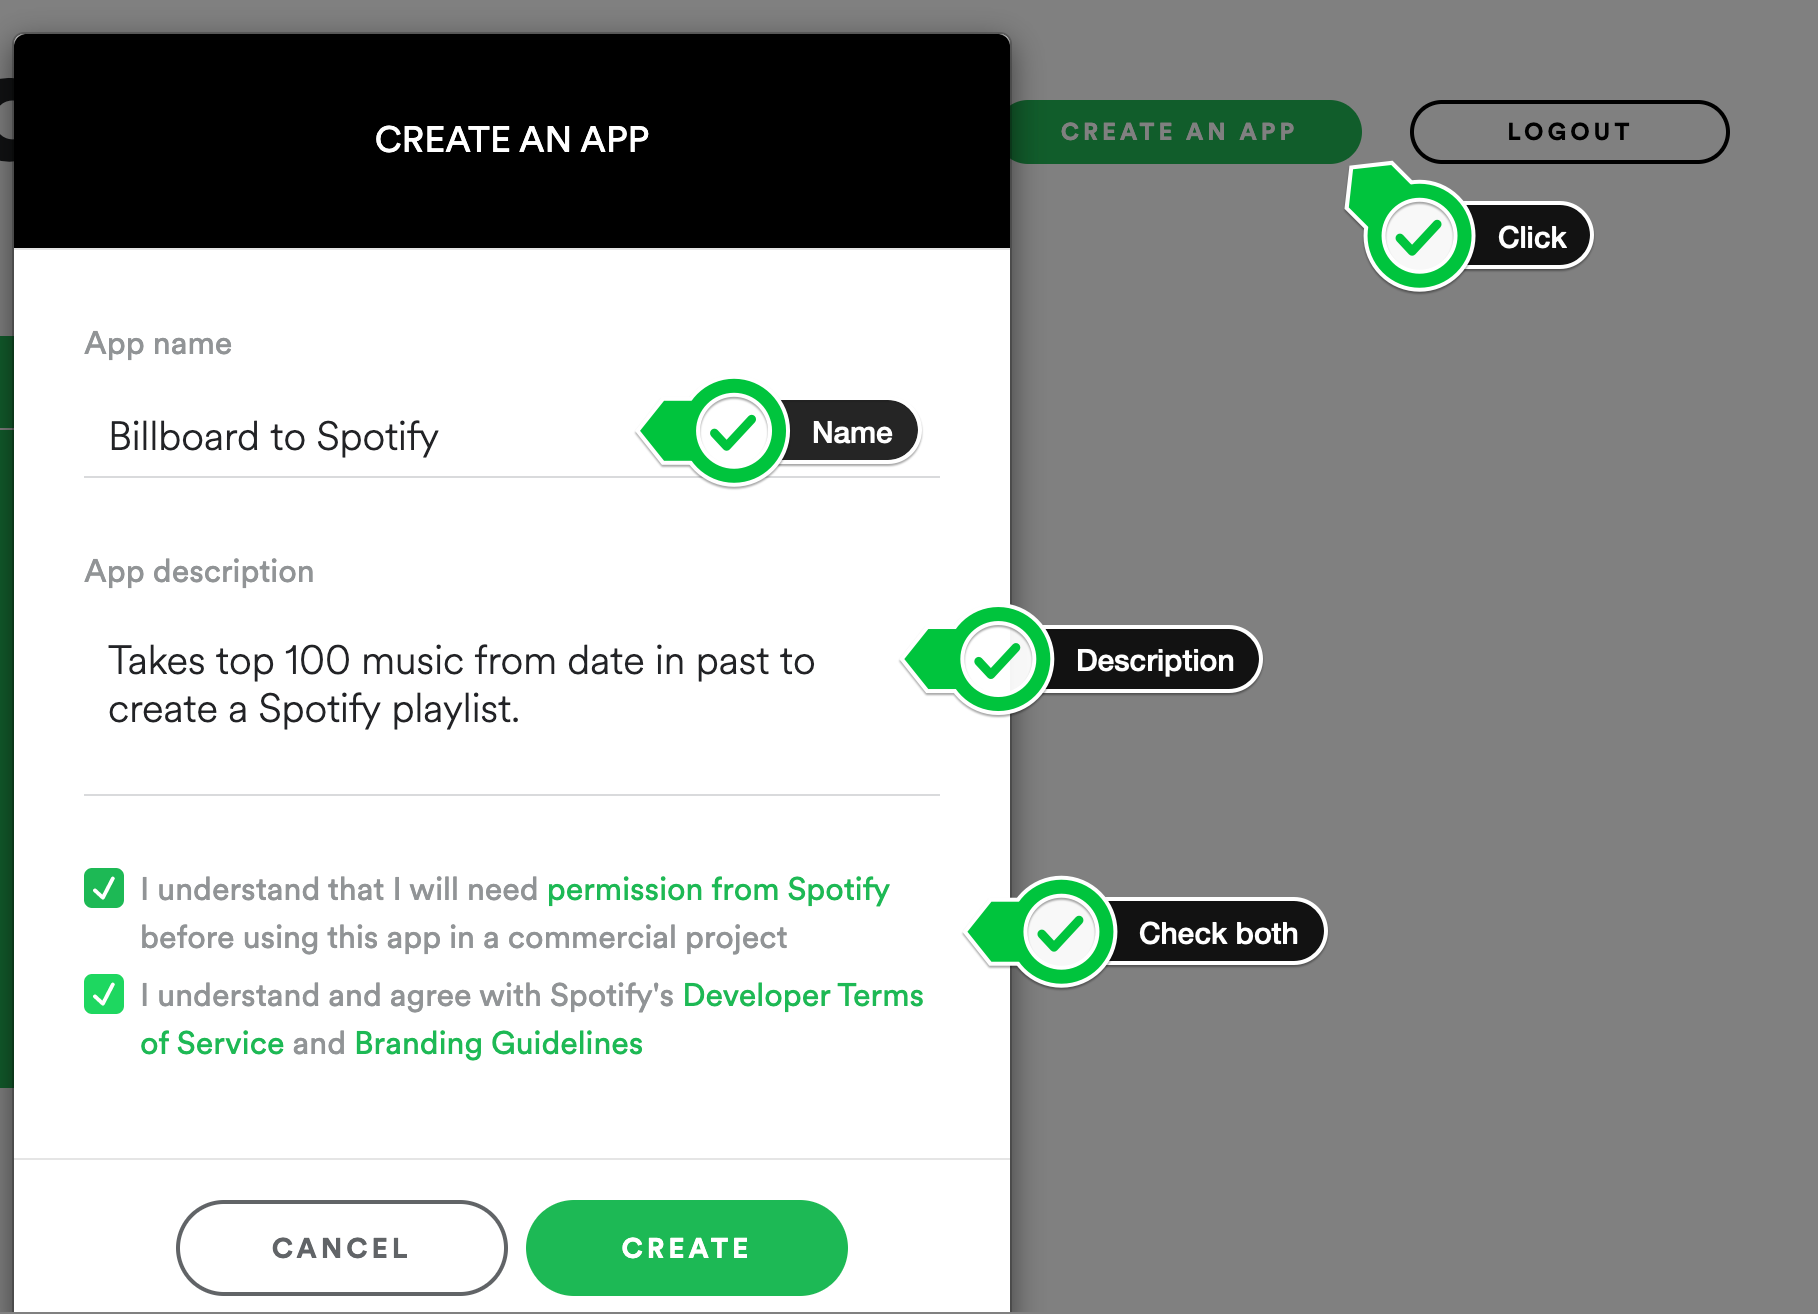 CREATE AN APP
CREATE AN APP
LOGOUT
Click
App name
Billboard to Spotify
Name
App description
Takes top 100 music from date in past to
create a Spotify playlist.
Description
I understand that I will need permission from Spotify
before using this app in a commercial project
Check both
I understand and agree with Spotify's Developer Terms
of Service and Branding Guidelines
CANCEL
CREATE